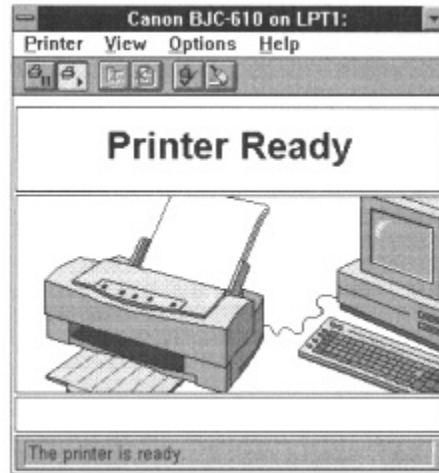 Canon BJC-610 on LPT1:
Printer View Options Help
Printer Ready
The printer is ready.